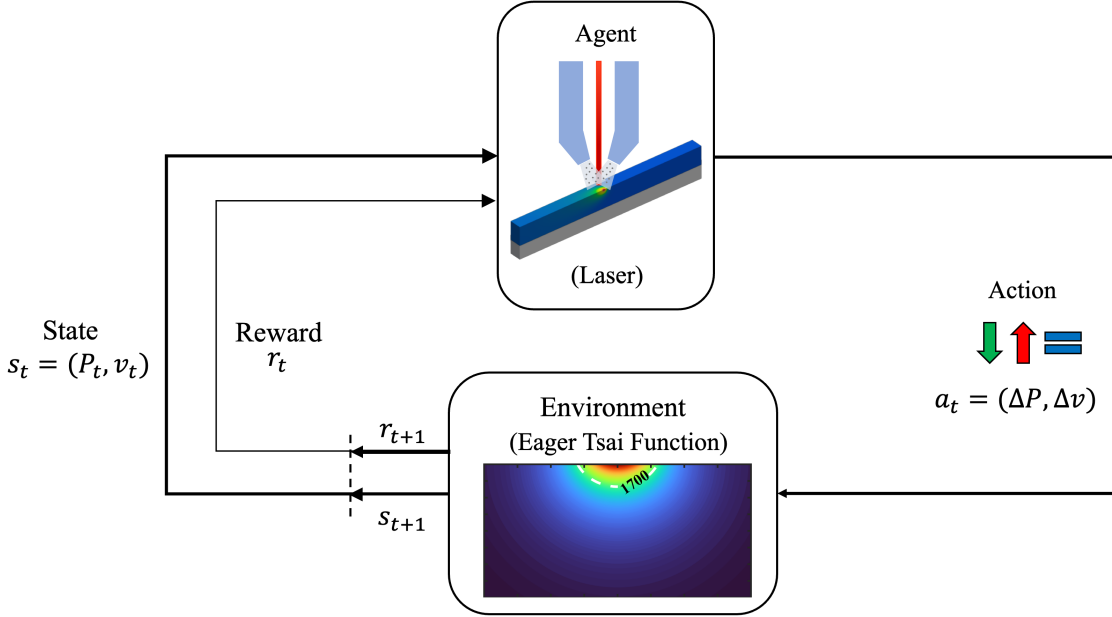 Agent
(Laser)
State
s_t = (P_t, v_t)
Reward
r_t
Action
a_t = (ΔP, Δv)
Environment
(Eager Tsai Function)
1700
r_{t+1}
s_{t+1}